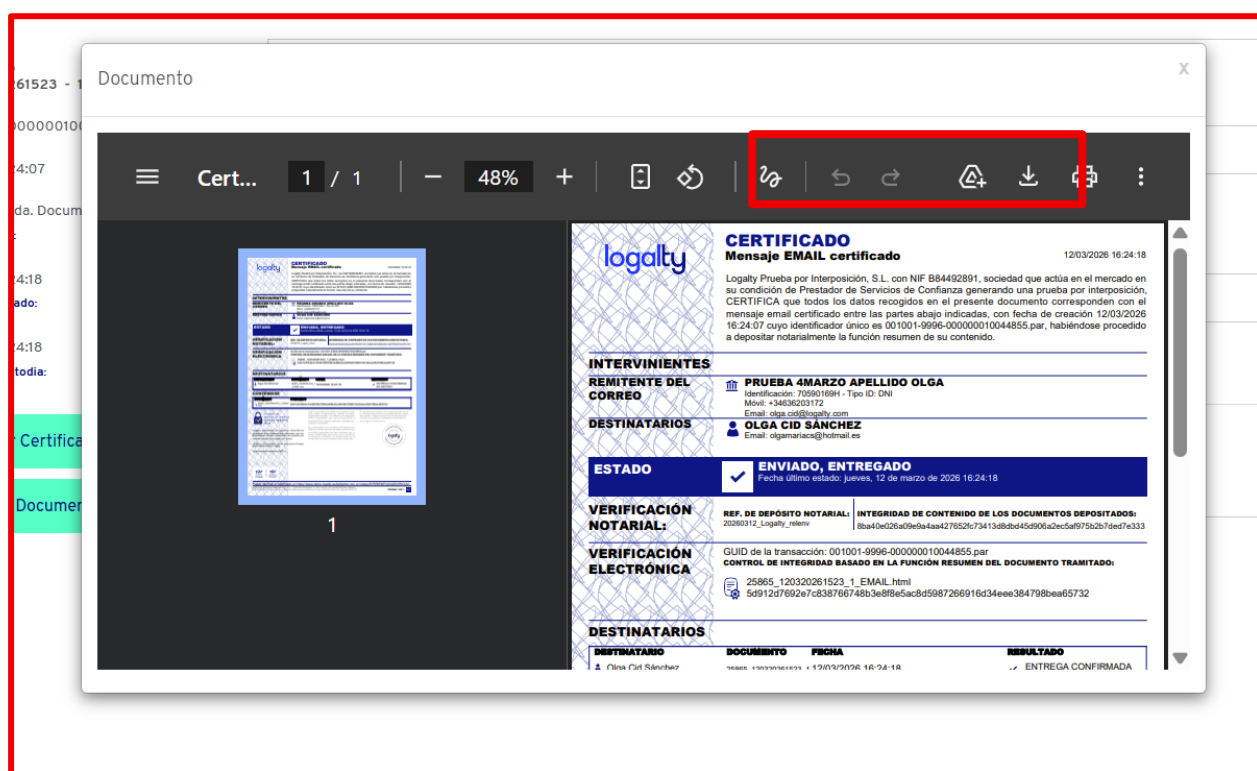 Documento
X
261523 - 1
4:07
da. Docum
4:18
ado:
4:18
todia:
Certifica
Documen
Cert...
1 / 1
48%
1
logalty
CERTIFICADO
Mensaje EMAIL certificado
12/03/2026 16:24:18
Logalty Prueba por Interposición, S.L. con NIF B84492891, sociedad que actúa en el mercado en
su condición de Prestador de Servicios de Confianza generando una prueba por interposición,
CERTIFICA que todos los datos recogidos en el presente documento corresponden con el
mensaje email certificado entre las partes abajo indicadas, con fecha de creación 12/03/2026
16:24:07 cuyo identificador único es 001001-9996-000000010044855.par, habiéndose procedido
a depositar notarialmente la función resumen de su contenido.
INTERVINIENTES
REMITENTE DEL
CORREO
PRUEBA 4MARZO APELLIDO OLGA
Identificación: 70590169H - Tipo ID: DNI
Móvil: +34636203172
Email: olga.cid@logalty.com
DESTINATARIOS
OLGA CID SÁNCHEZ
Email: olgamariacs@hotmail.es
ESTADO
ENVIADO, ENTREGADO
Fecha último estado: jueves, 12 de marzo de 2026 16:24:18
VERIFICACIÓN
NOTARIAL:
REF. DE DEPÓSITO NOTARIAL:
20260312_Logalty_relenv
INTEGRIDAD DE CONTENIDO DE LOS DOCUMENTOS DEPOSITADOS:
8ba40e026a09e9a4aa427652fc73413d8dbd45d906a2ec5af975b2b7ded7e333
VERIFICACIÓN
ELECTRÓNICA
GUID de la transacción: 001001-9996-000000010044855.par
CONTROL DE INTEGRIDAD BASADO EN LA FUNCIÓN RESUMEN DEL DOCUMENTO TRAMITADO:
25865_120320261523_1_EMAIL.html
5d912d7692e7c838766748b3e8f8e5ac8d5987266916d34eee384798bea65732
DESTINATARIOS
DESTINATARIO DOCUMENTO FECHA RESULTADO
Olga Cid Sánchez 25865_120320261523_1 12/03/2026 16:24:18 ENTREGA CONFIRMADA